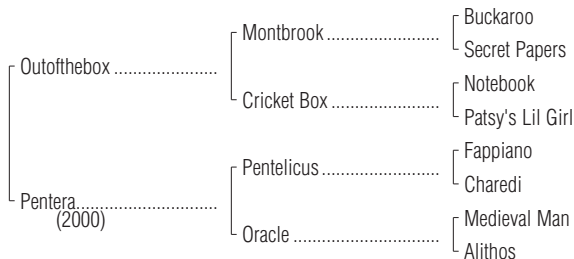 Buckaroo
Montbrook
Secret Papers
Outofthebox
Notebook
Cricket Box
Patsy's Lil Girl
Fappiano
Pentelicus
Charedi
Pentera
(2000)
Medieval Man
Oracle
Alithos